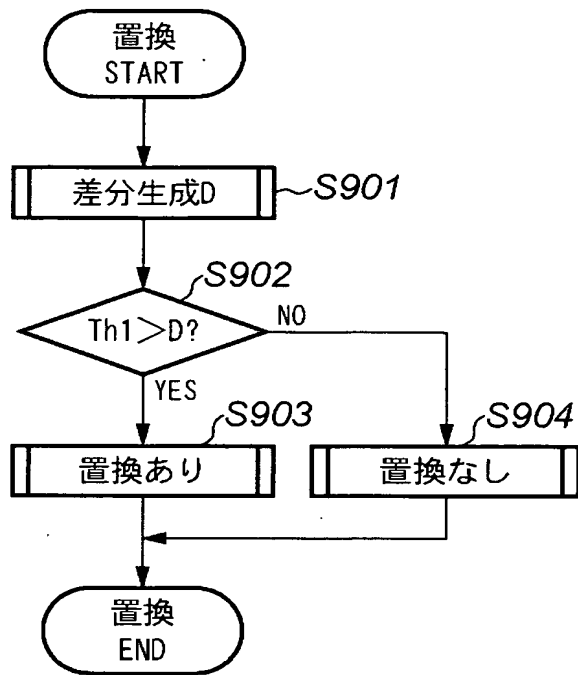 置換
START
差分生成D
S901
S902
Th1＞D?
NO
YES
S903
置換あり
S904
置換なし
置換
END